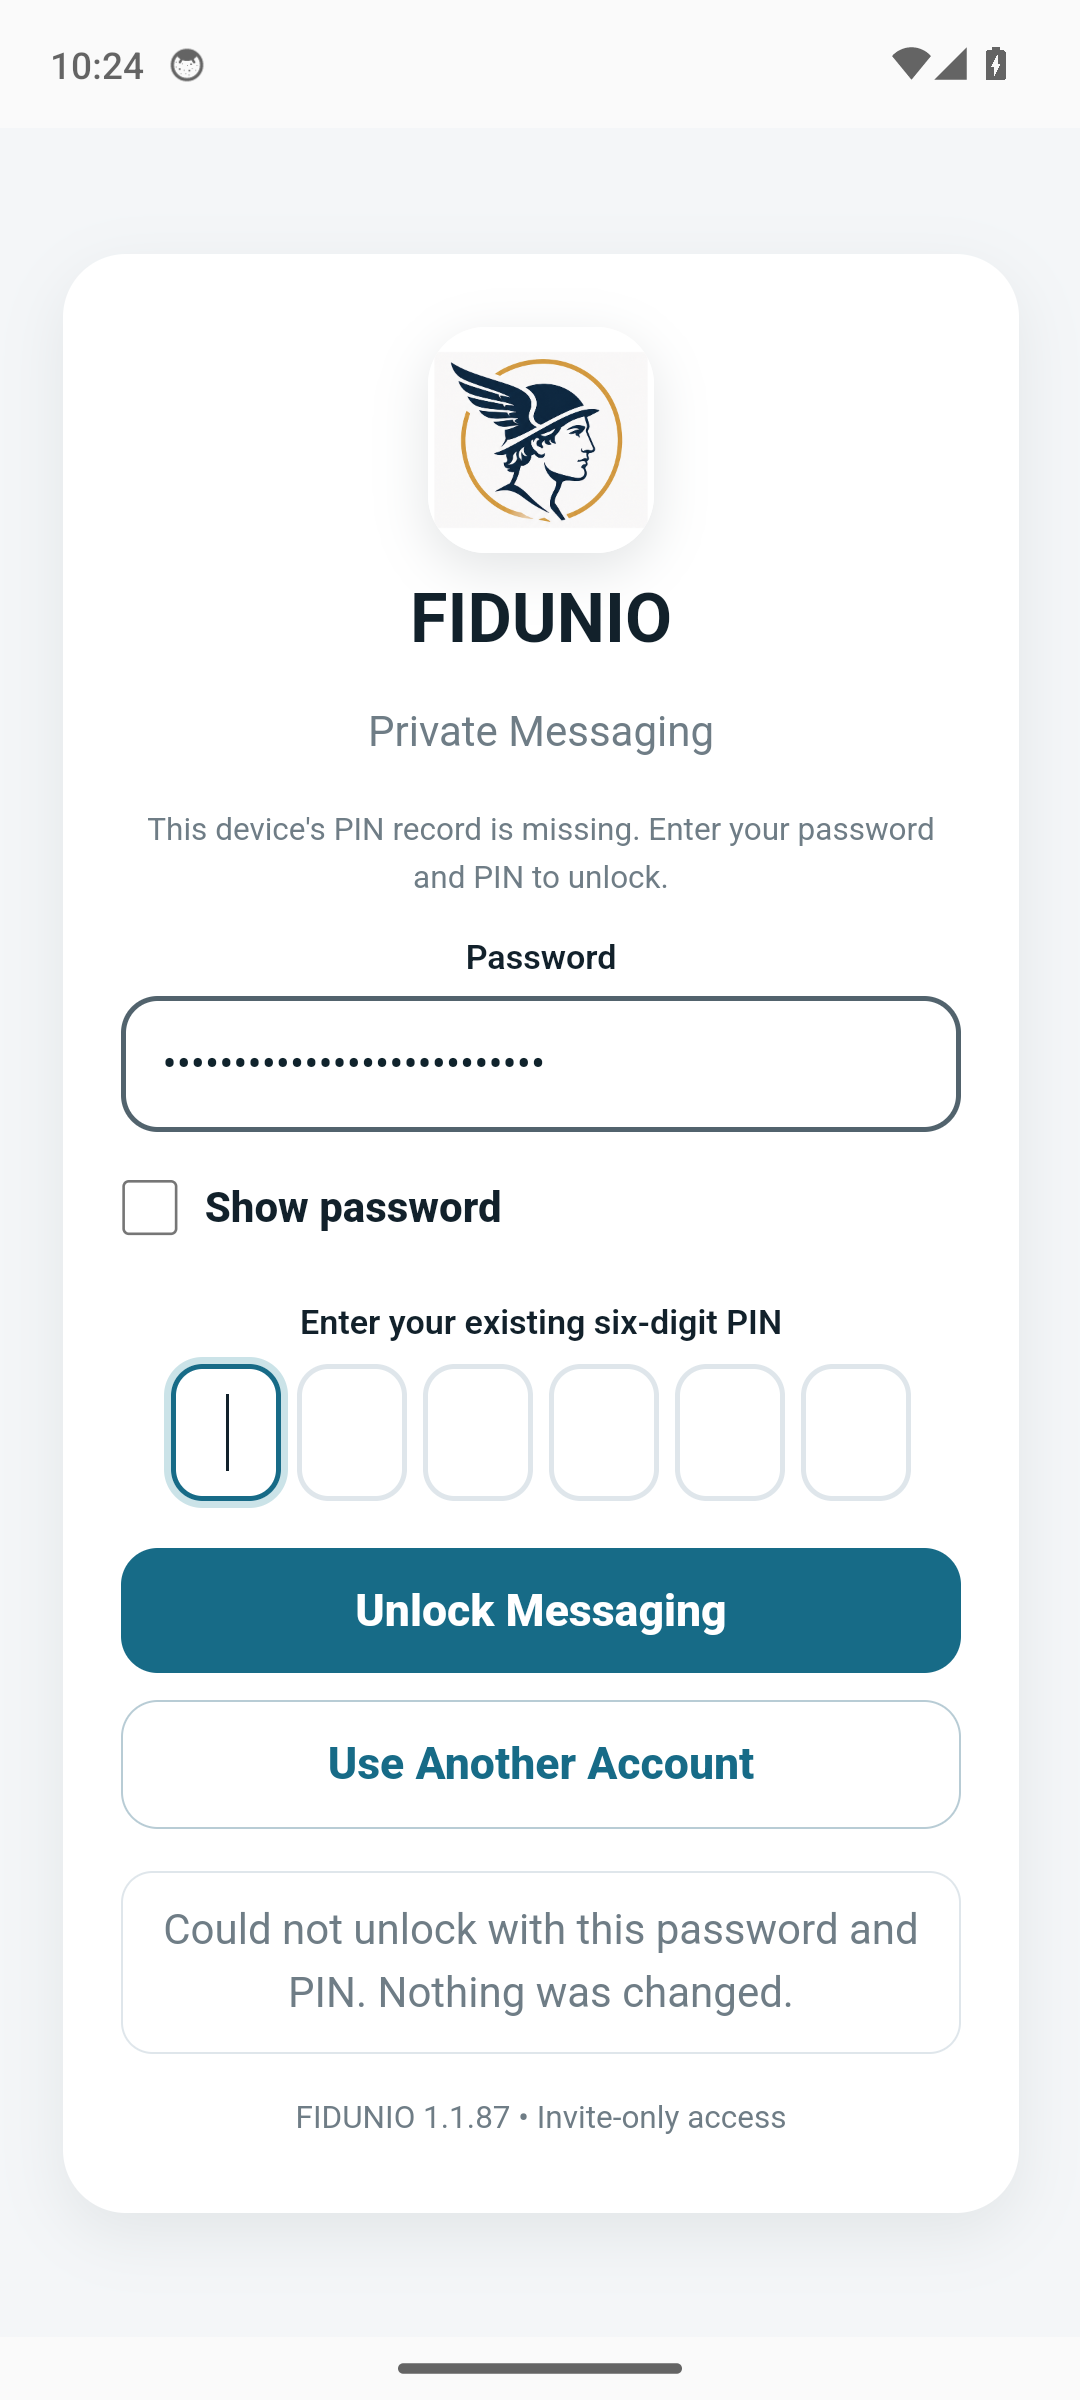 10:24
FIDUNIO
Private Messaging
This device's PIN record is missing. Enter your password
and PIN to unlock.
Password
•••••••••••••••••••••••••••
Show password
Enter your existing six-digit PIN
Unlock Messaging
Use Another Account
Could not unlock with this password and
PIN. Nothing was changed.
FIDUNIO 1.1.87 • Invite-only access